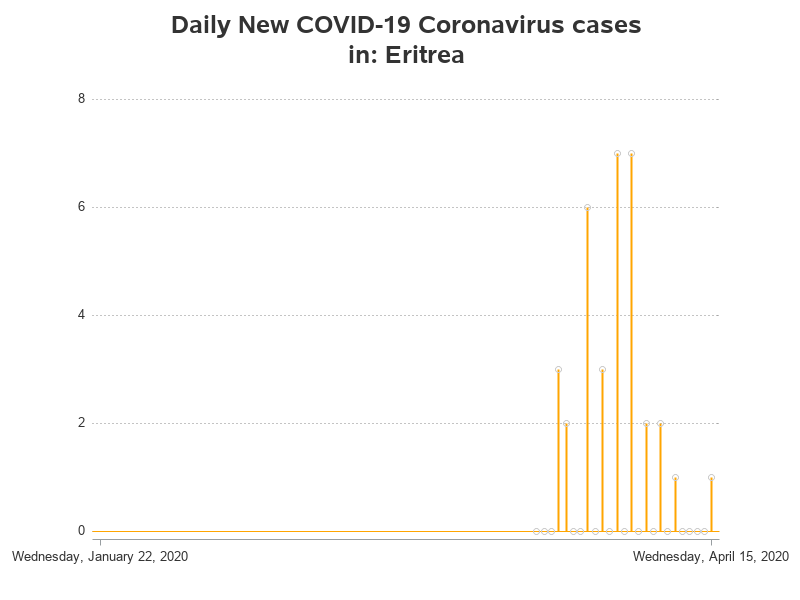 Daily New COVID-19 Coronavirus cases
in: Eritrea
8
6
4
2
0
Wednesday, January 22, 2020
Wednesday, April 15, 2020